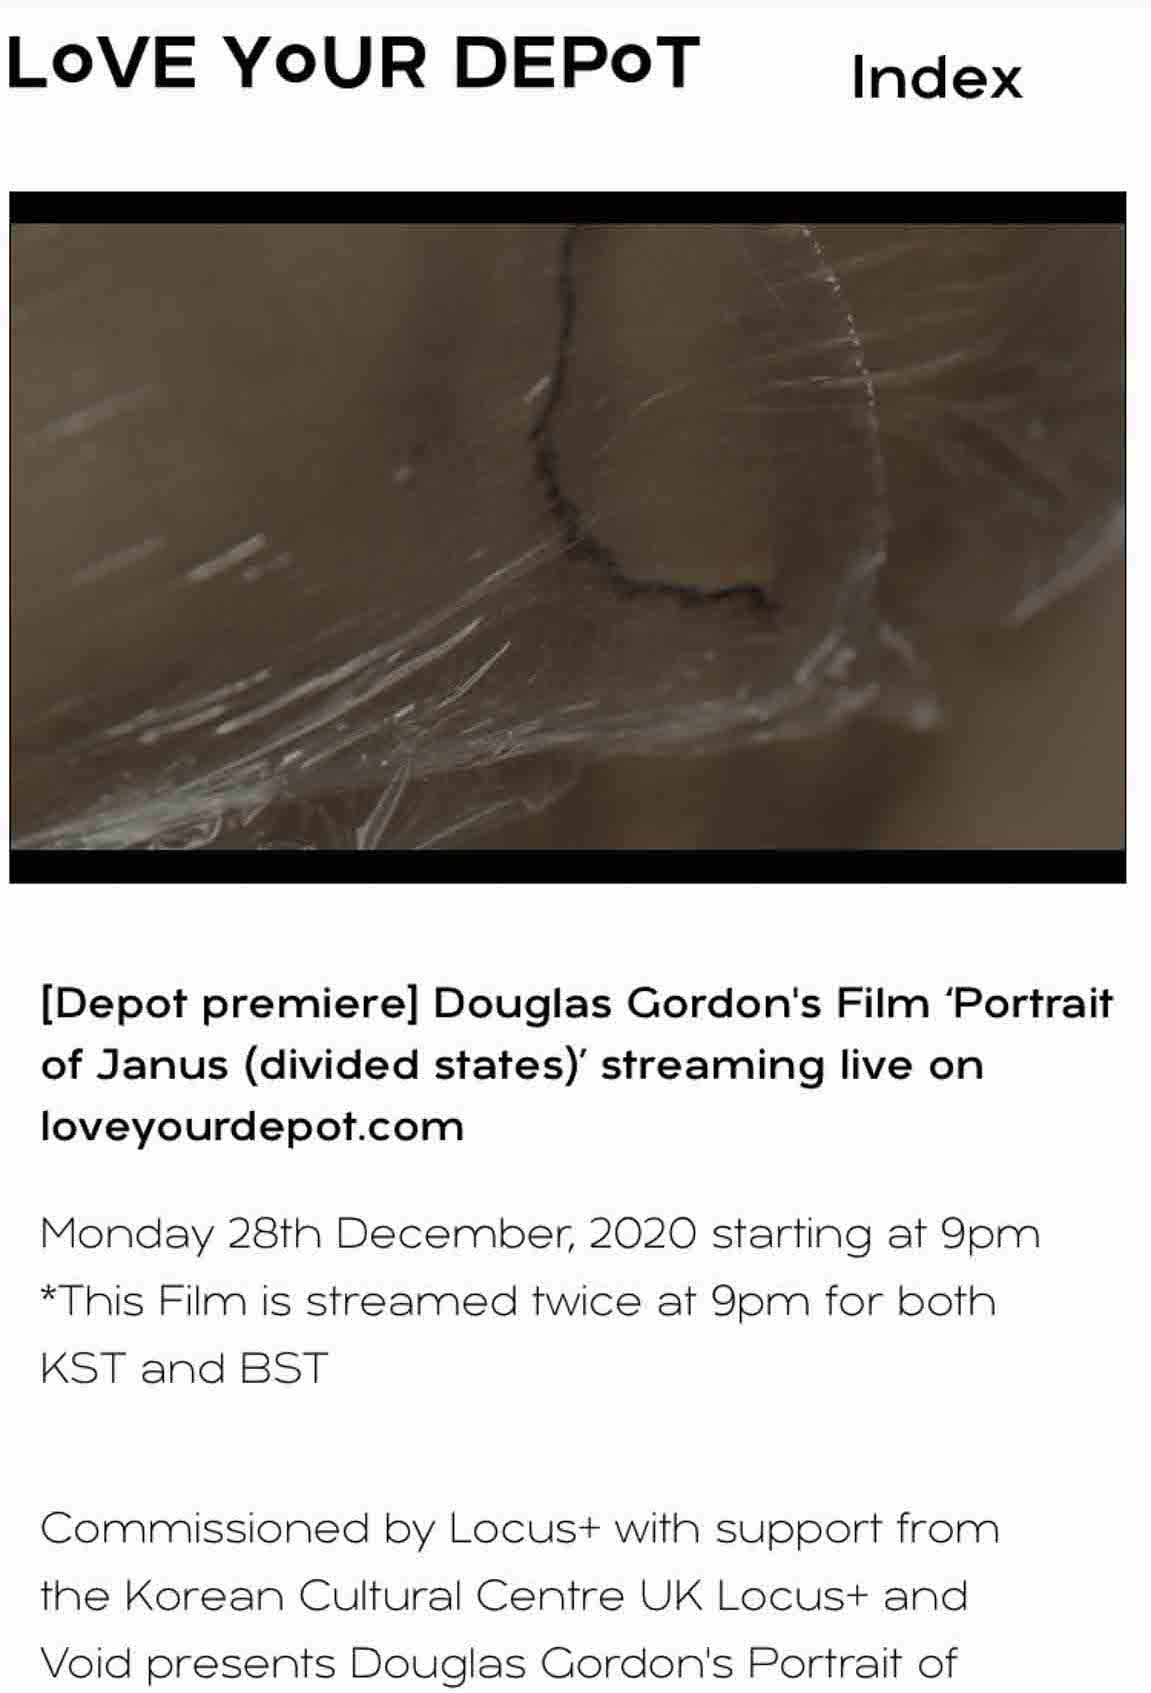 LoVE YoUR DEPoT
Index
[Depot premiere] Douglas Gordon's Film ‘Portrait
of Janus (divided states)’ streaming live on
loveyourdepot.com
Monday 28th December, 2020 starting at 9pm
*This Film is streamed twice at 9pm for both
KST and BST
Commissioned by Locus+ with support from
the Korean Cultural Centre UK Locus+ and
Void presents Douglas Gordon's Portrait of